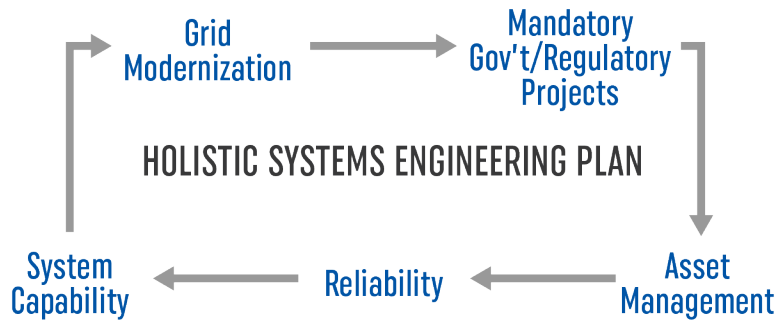 Grid
Modernization
Mandatory
Gov't/Regulatory
Projects
HOLISTIC SYSTEMS ENGINEERING PLAN
System
Capability
Reliability
Asset
Management